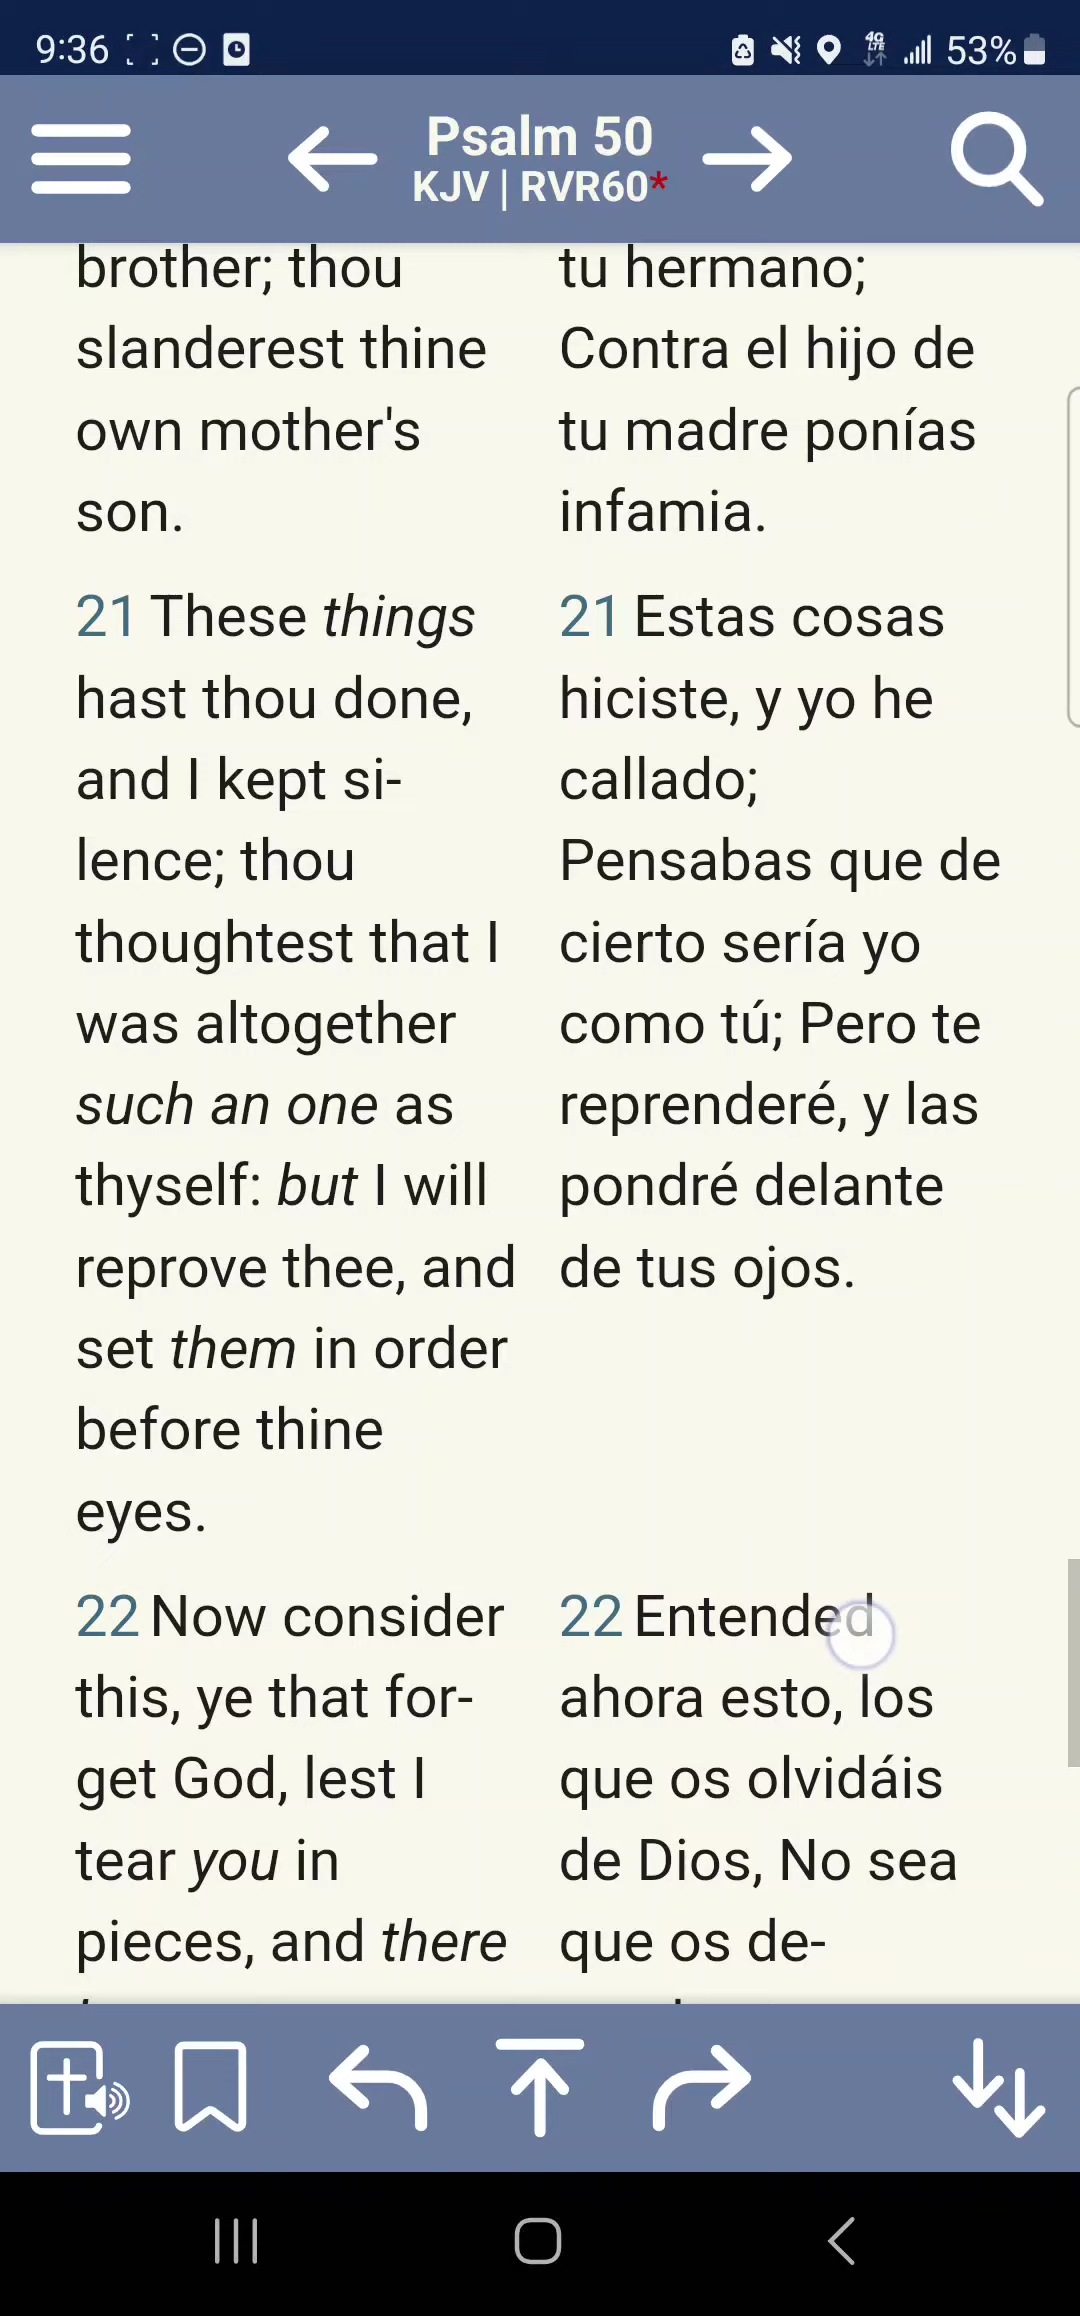 9:36
4G LTE
53%
Psalm 50
KJV | RVR60*
brother; thou
slanderest thine
own mother's
son.
21 These things
hast thou done,
and I kept si-
lence; thou
thoughtest that I
was altogether
such an one as
thyself: but I will
reprove thee, and
set them in order
before thine
eyes.
22 Now consider
this, ye that for-
get God, lest I
tear you in
pieces, and there
tu hermano;
Contra el hijo de
tu madre ponías
infamia.
21 Estas cosas
hiciste, y yo he
callado;
Pensabas que de
cierto sería yo
como tú; Pero te
reprenderé, y las
pondré delante
de tus ojos.
22 Entended
ahora esto, los
que os olvidáis
de Dios, No sea
que os de-